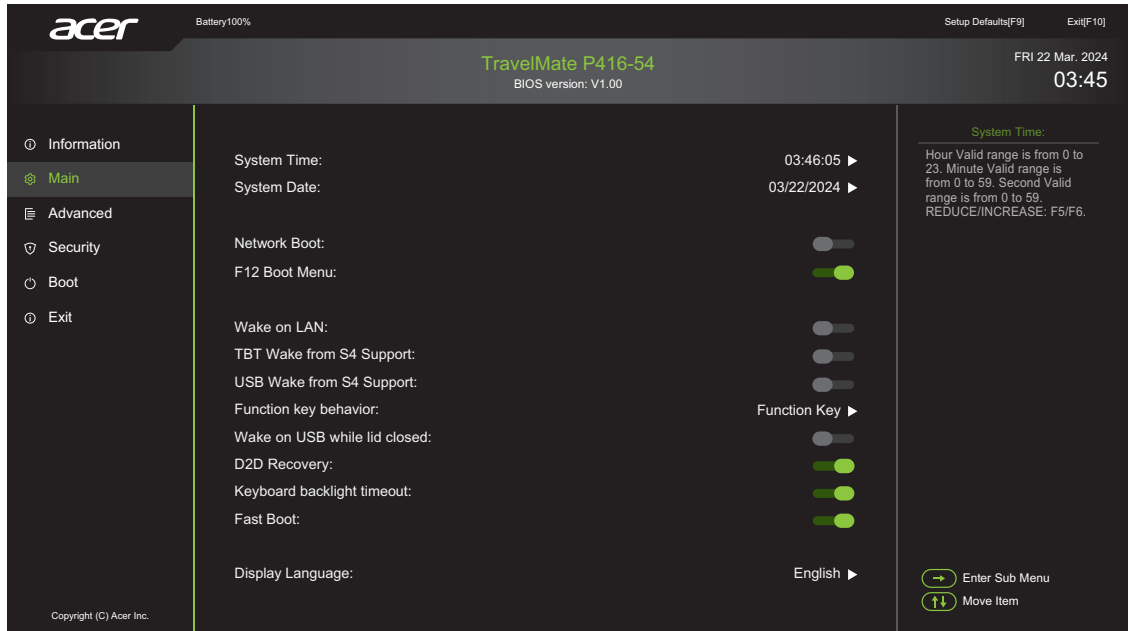 acer
Battery100%
Setup Defaults[F9]
Exit[F10]
TravelMate P416-54
BIOS version: V1.00
FRI 22 Mar. 2024
03:45
Information
Main
Advanced
Security
Boot
Exit
System Time: 03:46:05
System Date: 03/22/2024
Network Boot:
F12 Boot Menu:
Wake on LAN:
TBT Wake from S4 Support:
USB Wake from S4 Support:
Function key behavior: Function Key
Wake on USB while lid closed:
D2D Recovery:
Keyboard backlight timeout:
Fast Boot:
Display Language: English
System Time:
Hour Valid range is from 0 to
23. Minute Valid range is
from 0 to 59. Second Valid
range is from 0 to 59.
REDUCE/INCREASE: F5/F6.
Enter Sub Menu
Move Item
Copyright (C) Acer Inc.